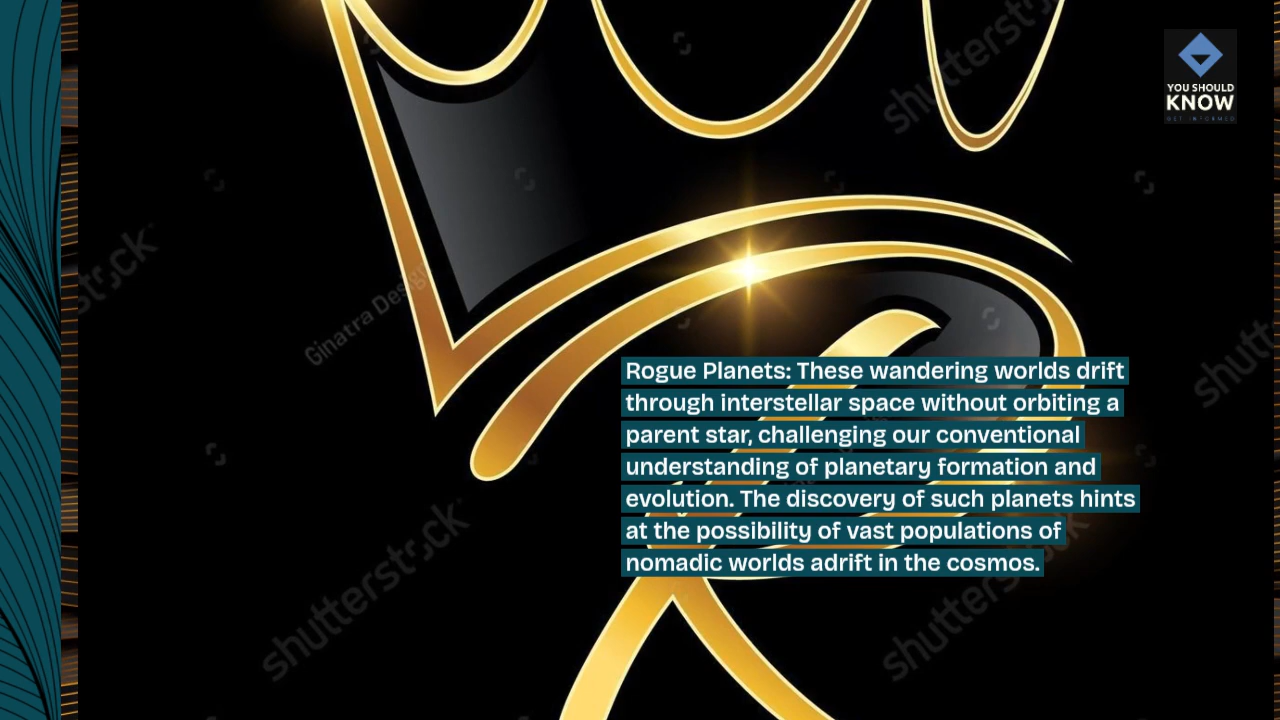 shutterstock
YOU SHOULD
KNOW
GET INFORMED
shutterstock
Ginatra Design
Rogue Planets: These wandering worlds drift
through interstellar space without orbiting a
parent star, challenging our conventional
understanding of planetary formation and
evolution. The discovery of such planets hints
at the possibility of vast populations of
nomadic worlds adrift in the cosmos.
shutterstock
shutterstock
shutterstock